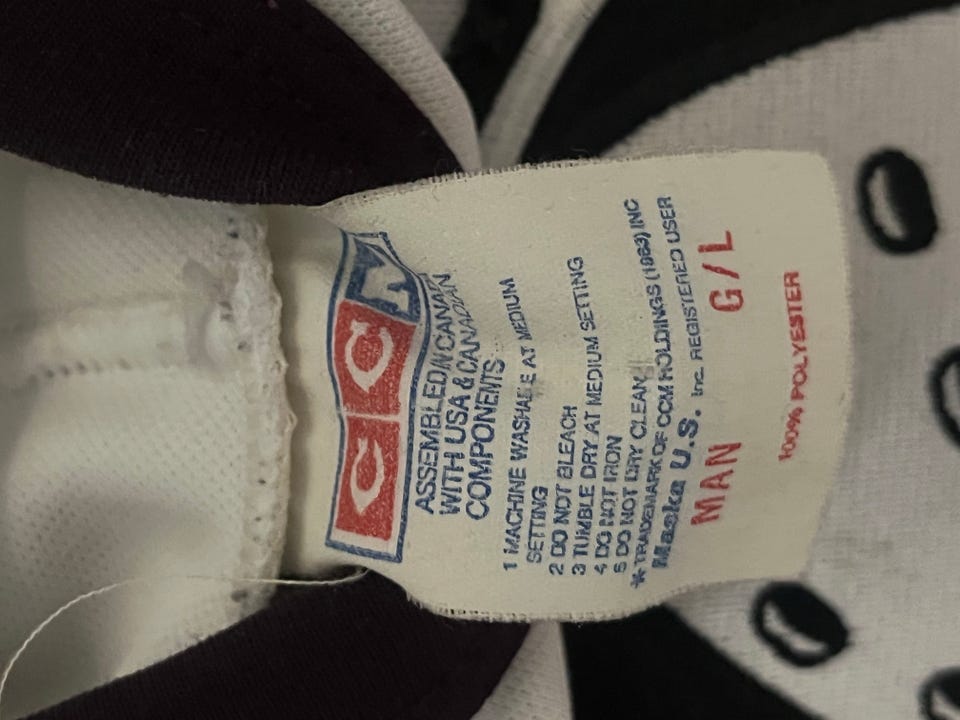 CCM
ASSEMBLED IN CANADA
WITH USA & CANADIAN
COMPONENTS
1 MACHINE WASHABLE AT MEDIUM
SETTING
2 DO NOT BLEACH
3 TUMBLE DRY AT MEDIUM SETTING
4 DO NOT IRON
5 DO NOT DRY CLEAN
* TRADEMARK OF CCM HOLDINGS (1983) INC
Maska U.S. Inc. REGISTERED USER
MAN G/L
100% POLYESTER